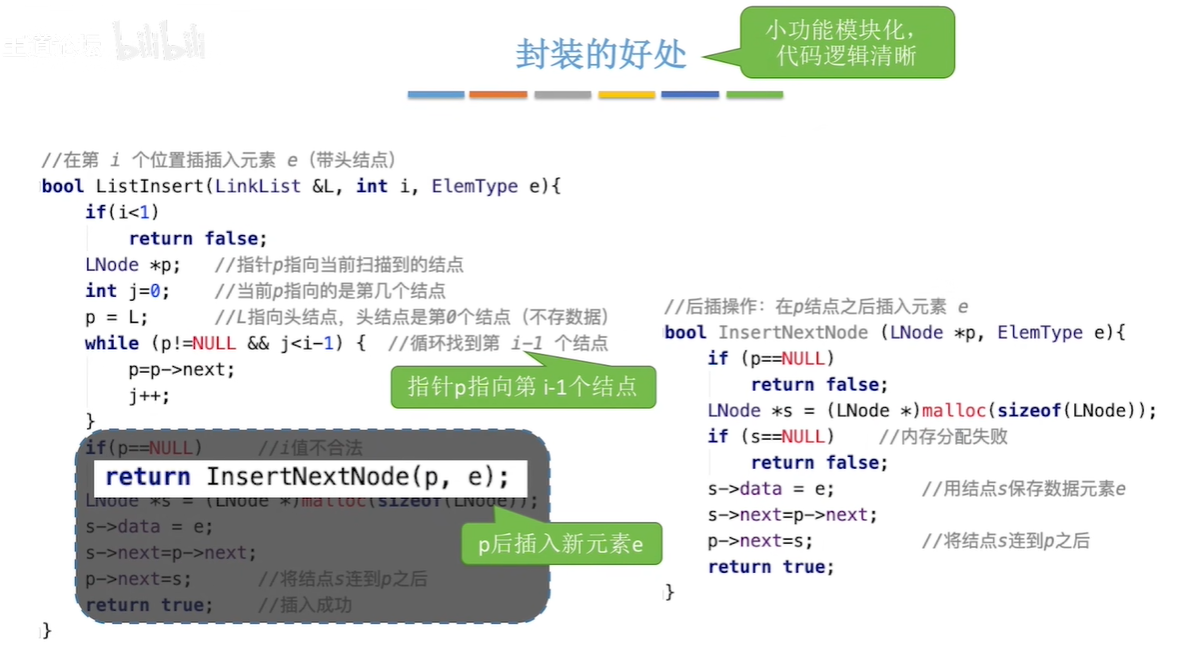 bilibili
封装的好处
小功能模块化，
代码逻辑清晰
//在第 i 个位置插插入元素 e（带头结点）
bool ListInsert(LinkList &L, int i, ElemType e){
if(i<1)
return false;
LNode *p; //指针p指向当前扫描到的结点
int j=0; //当前p指向的是第几个结点
p = L; //L指向头结点，头结点是第0个结点（不存数据）
while (p!=NULL && j<i-1) { //循环找到第 i-1 个结点
p=p->next;
j++;
}
指针p指向第 i-1个结点
if(p==NULL) //i值不合法
return InsertNextNode(p, e);
LNode *s = (LNode *)malloc(sizeof(LNode));
s->data = e;
s->next=p->next;
p->next=s; //将结点s连到p之后
return true; //插入成功
}
p后插入新元素e
//后插操作：在p结点之后插入元素 e
bool InsertNextNode (LNode *p, ElemType e){
if (p==NULL)
return false;
LNode *s = (LNode *)malloc(sizeof(LNode));
if (s==NULL) //内存分配失败
return false;
s->data = e; //用结点s保存数据元素e
s->next=p->next;
p->next=s; //将结点s连到p之后
return true;
}